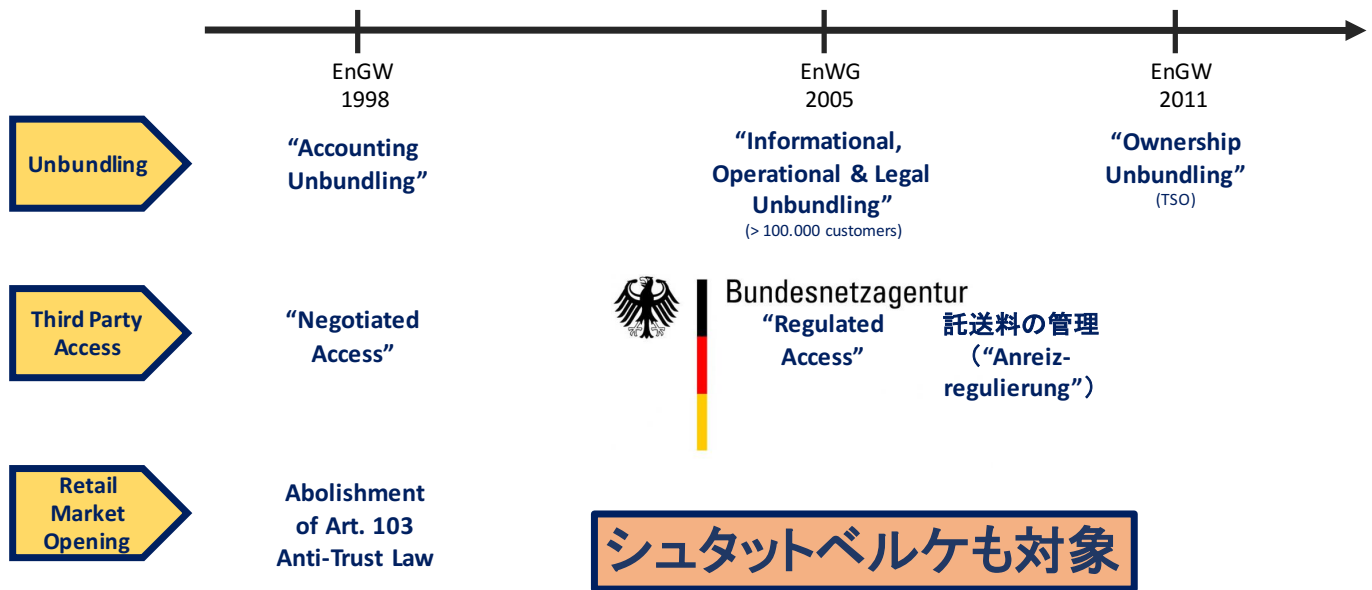 EnGW
1998
EnWG
2005
EnGW
2011
Unbundling
“Accounting
Unbundling”
“Informational,
Operational & Legal
Unbundling”
(> 100.000 customers)
“Ownership
Unbundling”
(TSO)
Third Party
Access
“Negotiated
Access”
Bundesnetzagentur
“Regulated
Access”
託送料の管理
（“Anreiz-
regulierung”）
Retail
Market
Opening
Abolishment
of Art. 103
Anti-Trust Law
シュタットベルケも対象